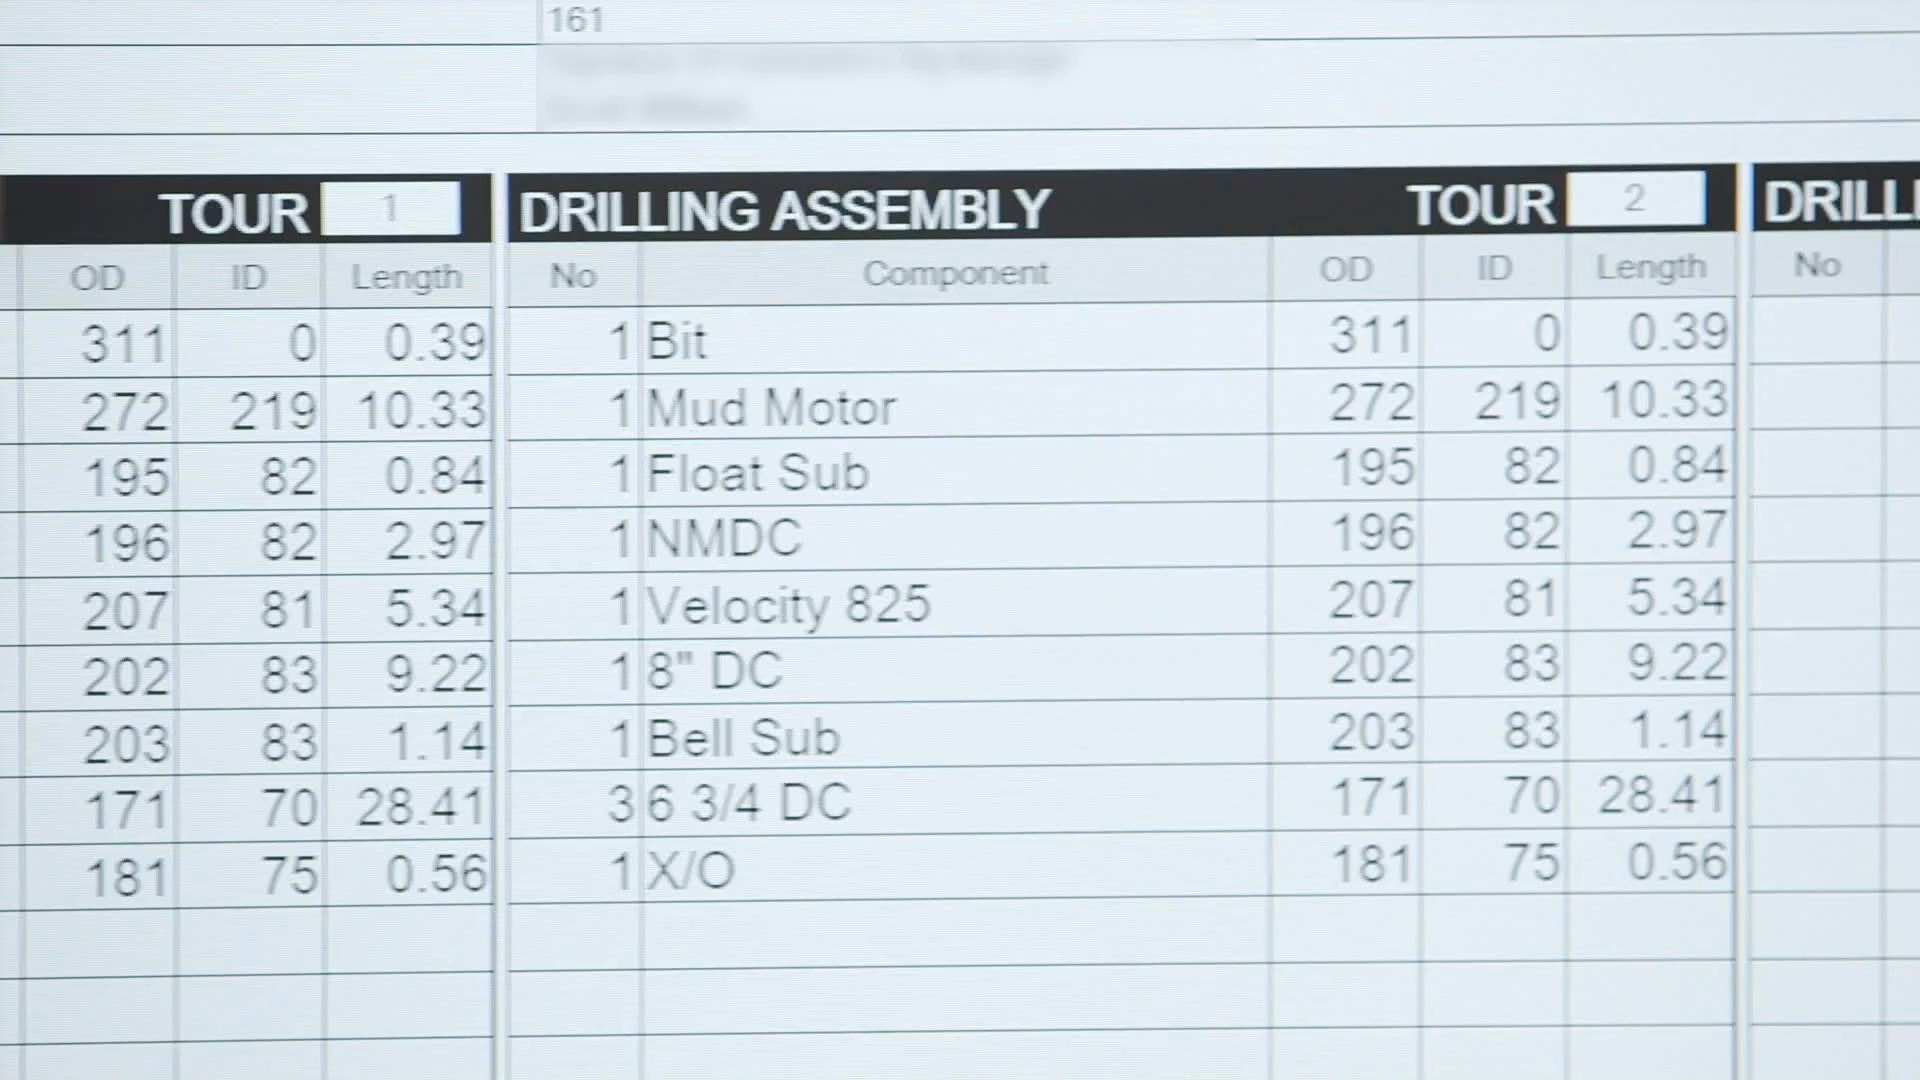 161
TOUR 1 DRILLING ASSEMBLY TOUR 2 DRILL
OD ID Length No Component OD ID Length No
311 0 0.39 1 Bit 311 0 0.39
272 219 10.33 1 Mud Motor 272 219 10.33
195 82 0.84 1 Float Sub 195 82 0.84
196 82 2.97 1 NMDC 196 82 2.97
207 81 5.34 1 Velocity 825 207 81 5.34
202 83 9.22 1 8" DC 202 83 9.22
203 83 1.14 1 Bell Sub 203 83 1.14
171 70 28.41 3 6 3/4 DC 171 70 28.41
181 75 0.56 1 X/O 181 75 0.56